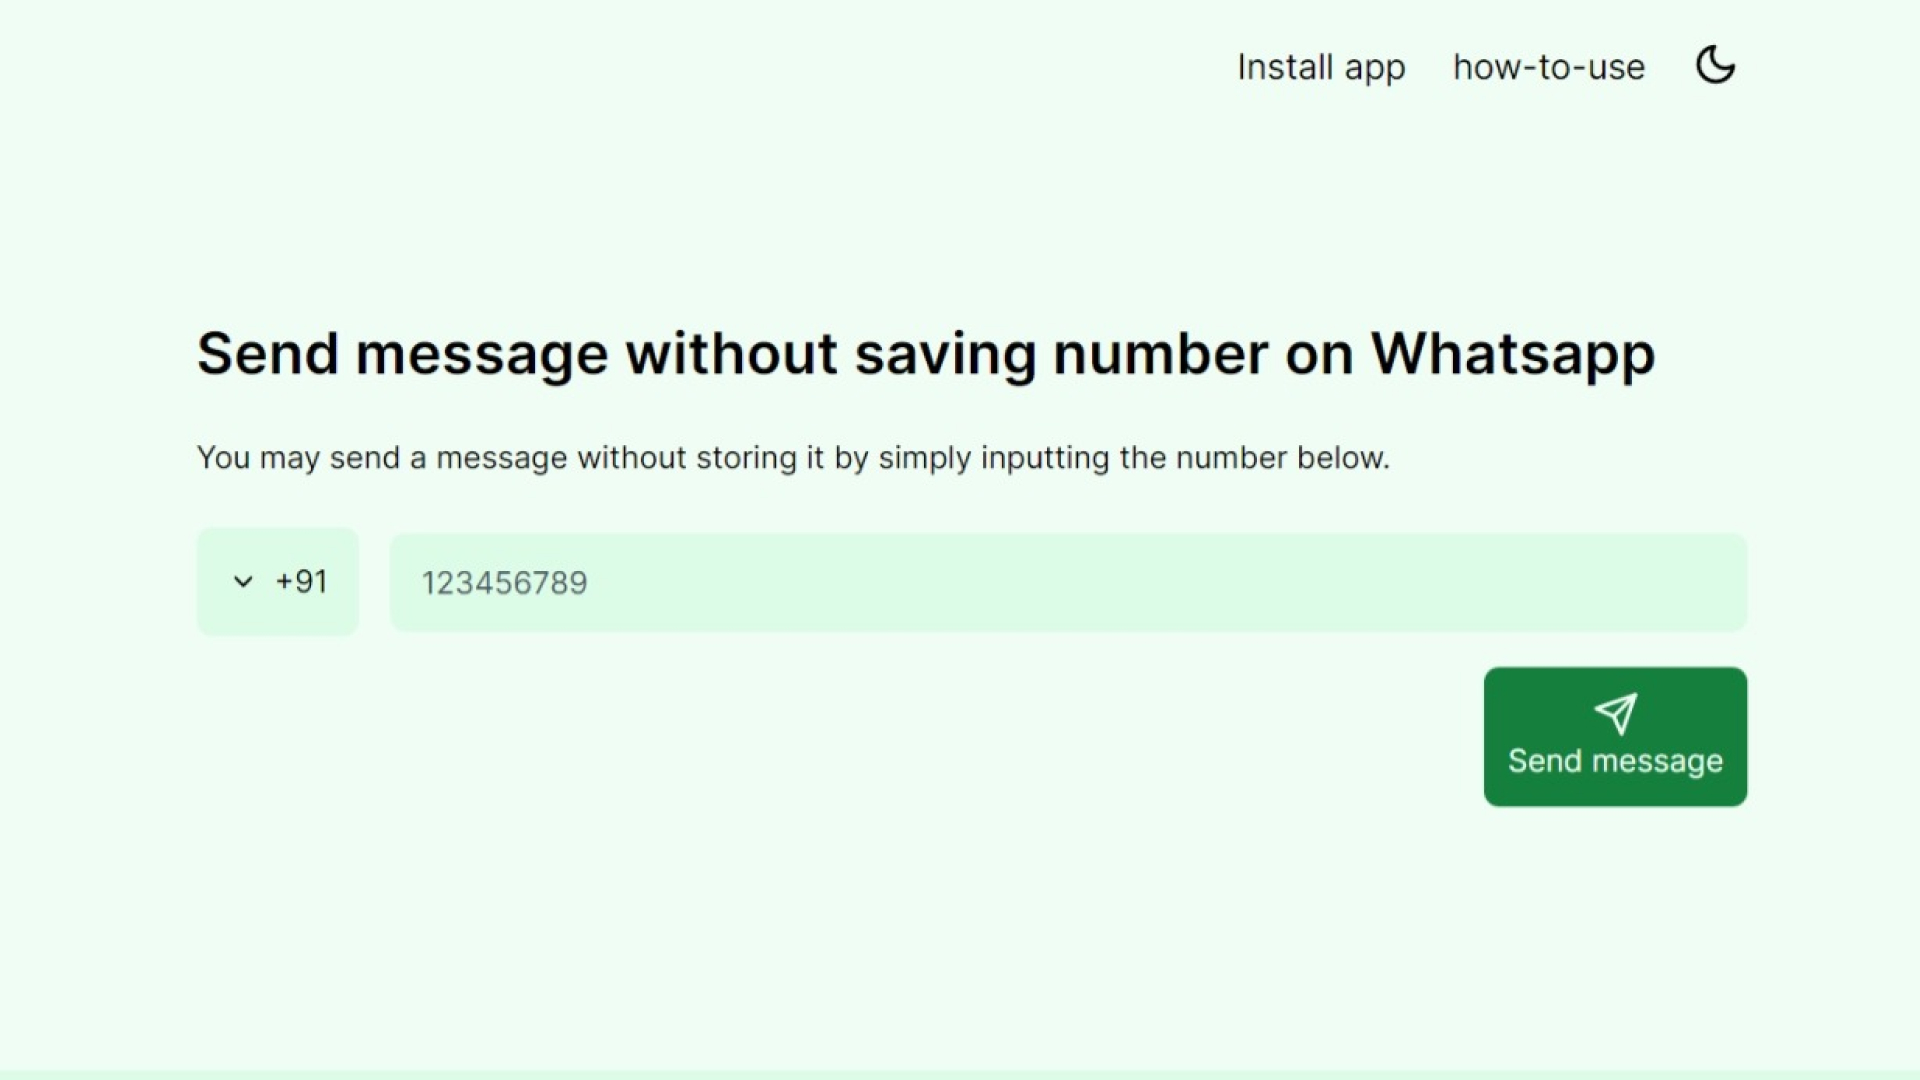 Install app how-to-use
Send message without saving number on Whatsapp
You may send a message without storing it by simply inputting the number below.
+91 123456789
Send message